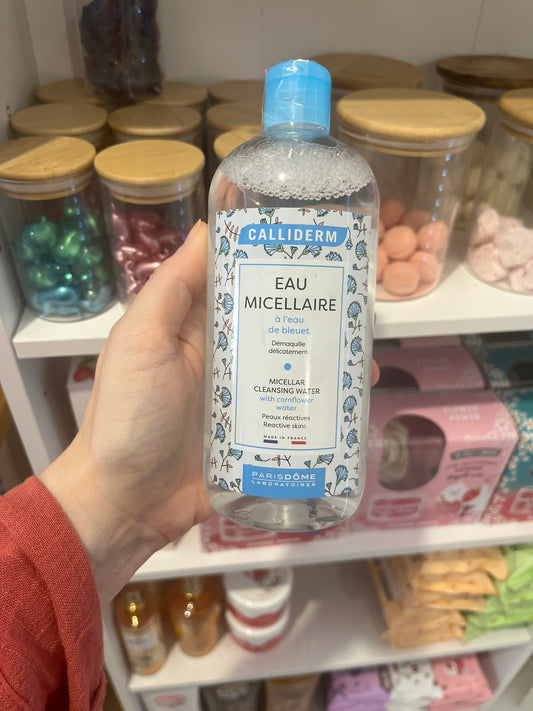 CALLIDERM
EAU
MICELLAIRE
à l'eau
de bleuet
Démaquille
délicatement
MICELLAR
CLEANSING WATER
with cornflower
water
Peaux réactives
Reactive skins
MADE IN FRANCE
PARISDÔME
LABORATOIRES